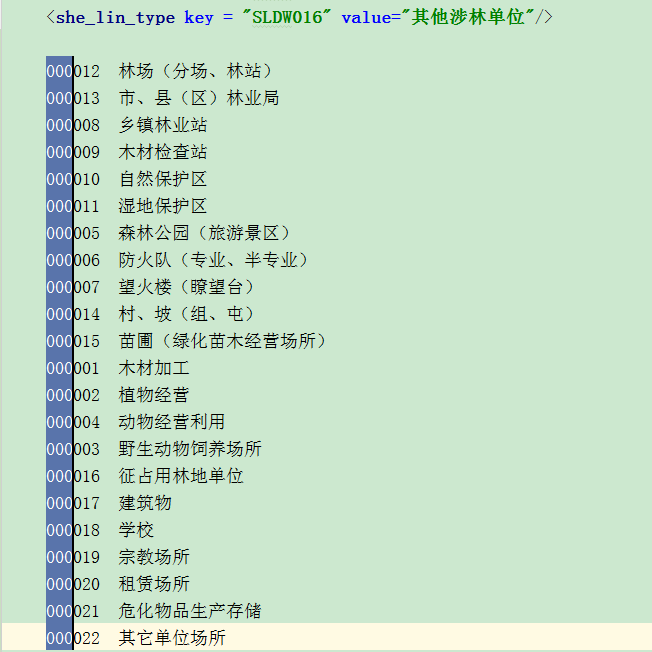 <she_lin_type key = "SLDW016" value="其他涉林单位"/>
000012 林场（分场、林站）
000013 市、县（区）林业局
000008 乡镇林业站
000009 木材检查站
000010 自然保护区
000011 湿地保护区
000005 森林公园（旅游景区）
000006 防火队（专业、半专业）
000007 望火楼（瞭望台）
000014 村、坡（组、屯）
000015 苗圃（绿化苗木经营场所）
000001 木材加工
000002 植物经营
000004 动物经营利用
000003 野生动物饲养场所
000016 征占用林地单位
000017 建筑物
000018 学校
000019 宗教场所
000020 租赁场所
000021 危化物品生产存储
000022 其它单位场所